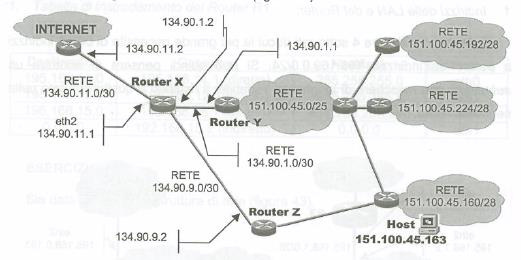 INTERNET
134.90.11.2
134.90.1.2
134.90.1.1
RETE
151.100.45.192/28
RETE
134.90.11.0/30
Router X
eth2
134.90.11.1
Router Y
RETE
151.100.45.0/25
RETE
151.100.45.224/28
RETE
134.90.1.0/30
RETE
134.90.9.0/30
RETE
151.100.45.160/28
Router Z
134.90.9.2
Host
151.100.45.163